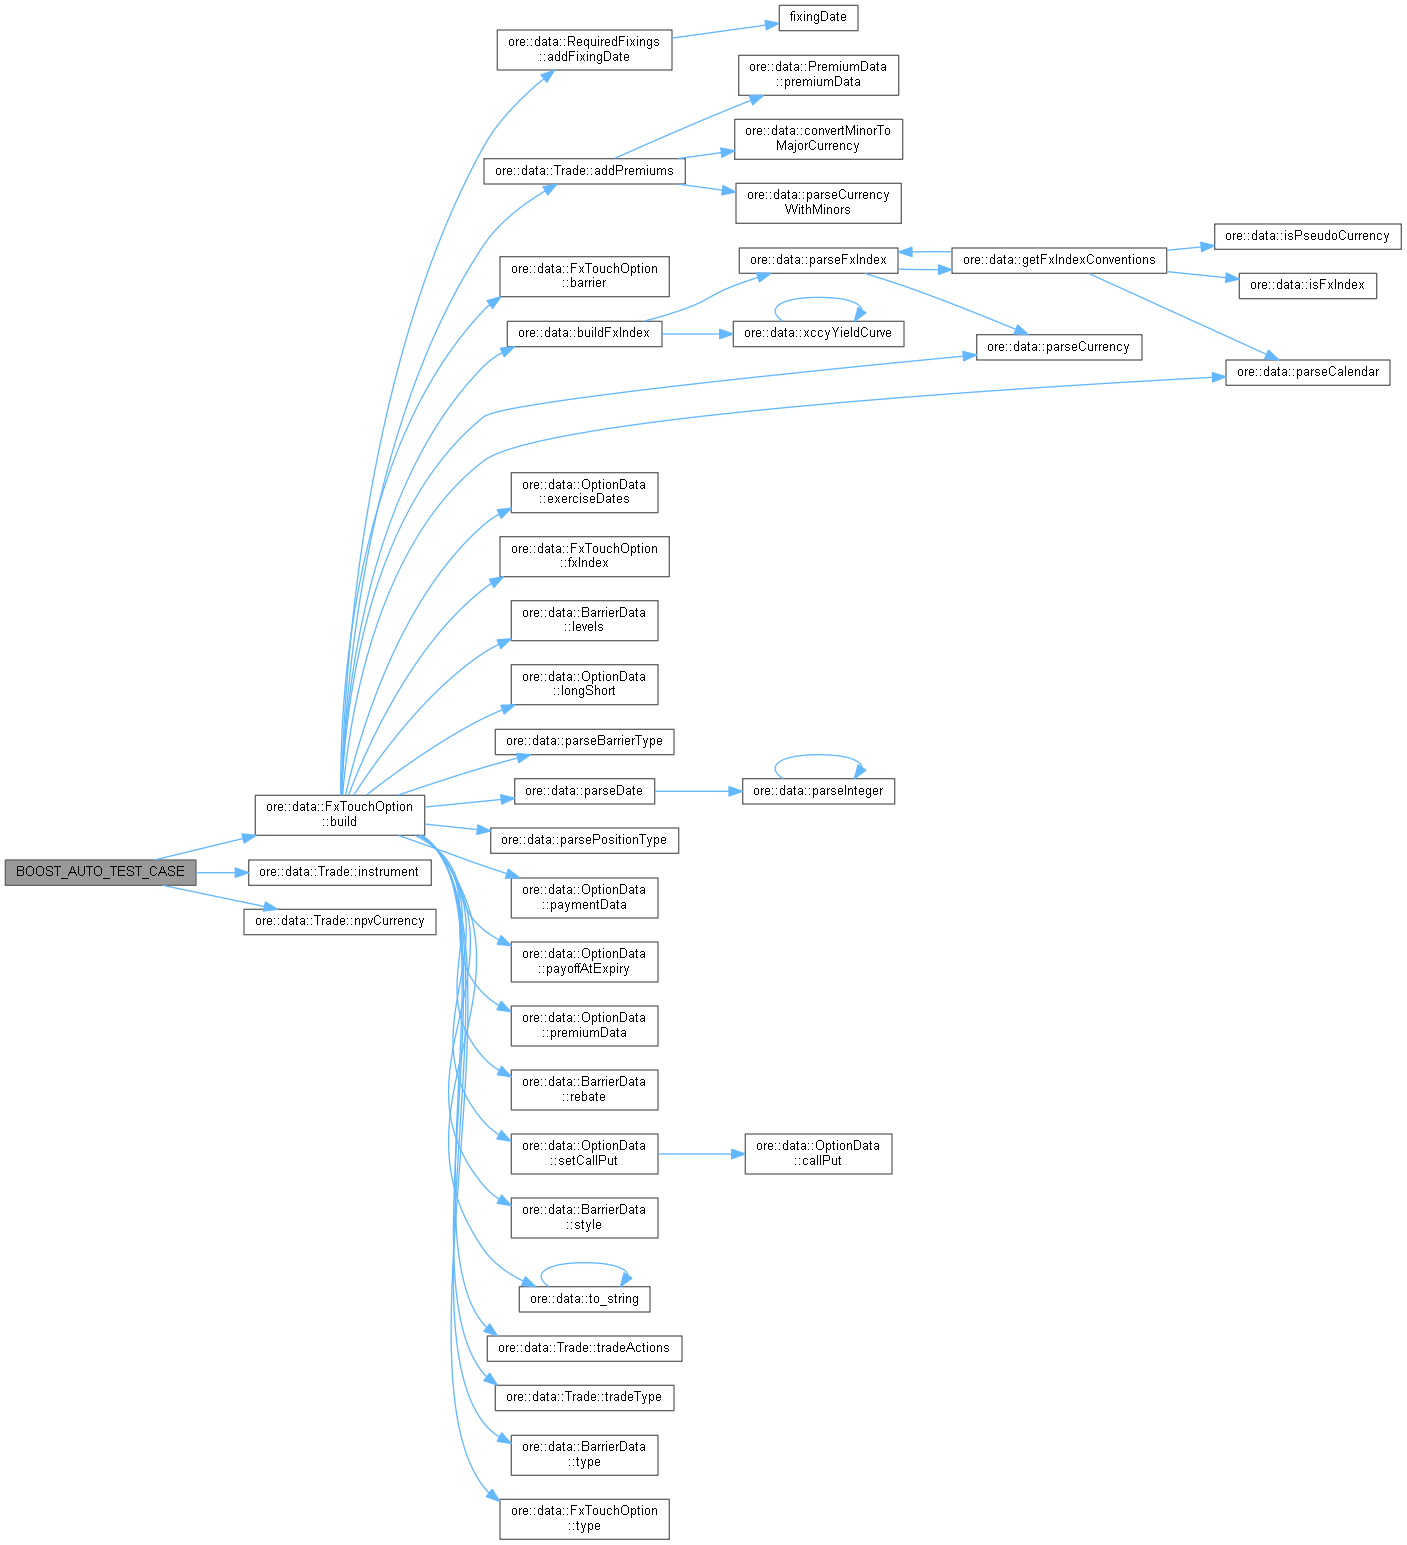 fixingDate
ore::data::RequiredFixings
::addFixingDate
ore::data::PremiumData
::premiumData
ore::data::convertMinorTo
MajorCurrency
ore::data::Trade::addPremiums
ore::data::parseCurrency
WithMinors
ore::data::isPseudoCurrency
ore::data::FxTouchOption
::barrier
ore::data::parseFxIndex
ore::data::getFxIndexConventions
ore::data::isFxIndex
ore::data::buildFxIndex
ore::data::xccyYieldCurve
ore::data::parseCurrency
ore::data::parseCalendar
ore::data::OptionData
::exerciseDates
ore::data::FxTouchOption
::fxIndex
ore::data::BarrierData
::levels
ore::data::OptionData
::longShort
ore::data::parseBarrierType
ore::data::parseDate
ore::data::parseInteger
ore::data::FxTouchOption
::build
ore::data::parsePositionType
BOOST_AUTO_TEST_CASE
ore::data::Trade::instrument
ore::data::OptionData
::paymentData
ore::data::Trade::npvCurrency
ore::data::OptionData
::payoffAtExpiry
ore::data::OptionData
::premiumData
ore::data::BarrierData
::rebate
ore::data::OptionData
::setCallPut
ore::data::OptionData
::callPut
ore::data::BarrierData
::style
ore::data::to_string
ore::data::Trade::tradeActions
ore::data::Trade::tradeType
ore::data::BarrierData
::type
ore::data::FxTouchOption
::type